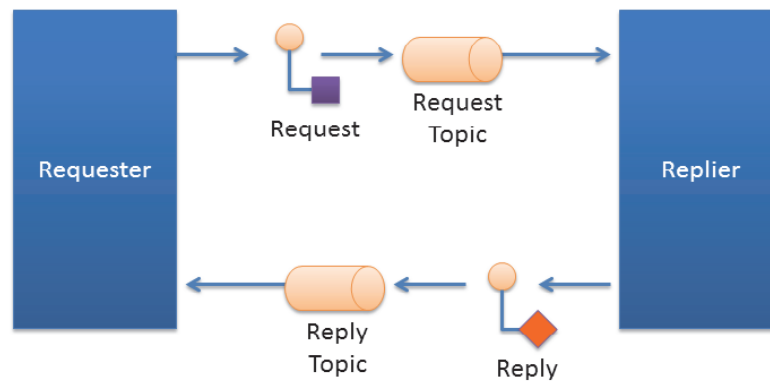 Request
Request
Topic
Requester
Replier
Reply
Topic
Reply